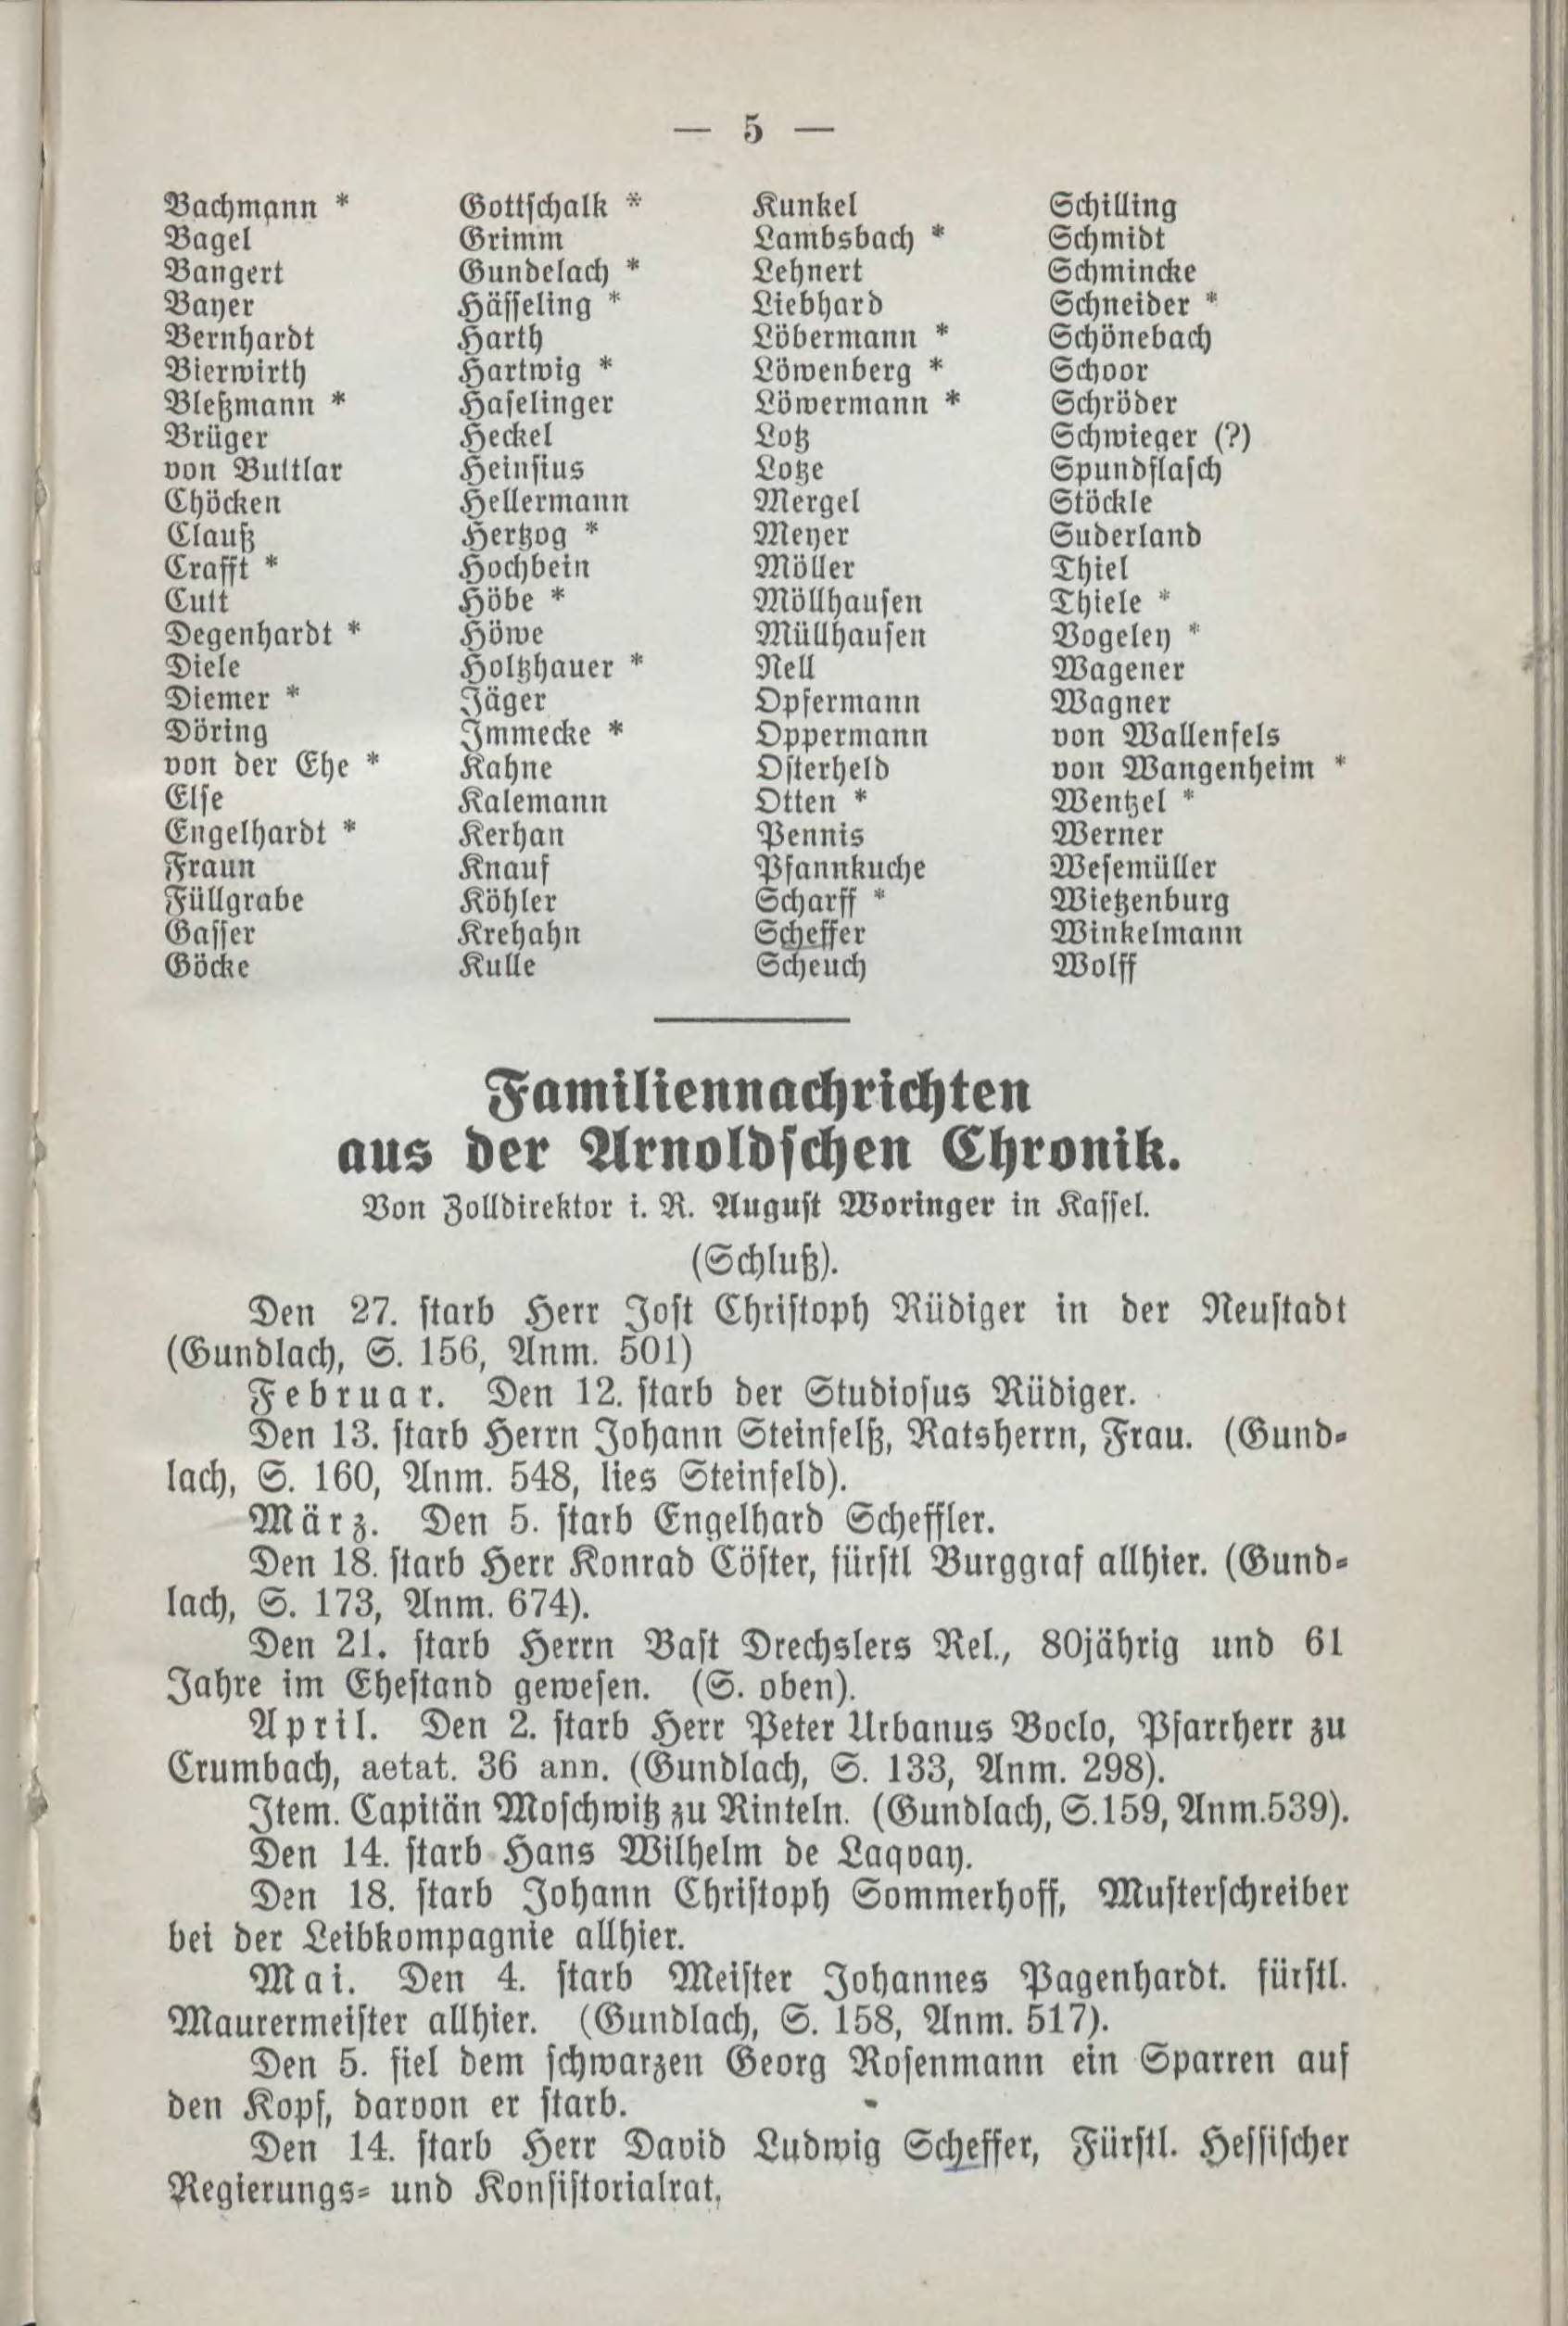 — 5 —
Bachmann *
Bagel
Bangert
Bayer
Bernhardt
Bierwirth
Bleßmann *
Brüger
von Buttlar
Chöcken
Clauß
Crafft *
Cutt
Degenhardt *
Diele
Diemer *
Döring
von der Ehe *
Else
Engelhardt *
Fraun
Füllgrabe
Gasser
Göcke
Gottschalk *
Grimm
Gundelach *
Hässeling *
Harth
Hartwig *
Haselinger
Heckel
Heinsius
Hellermann
Hertzog *
Hochbein
Höbe *
Höwe
Holtzhauer *
Jäger
Immecke *
Kahne
Kalemann
Kerhan
Knauf
Köhler
Krehahn
Kulle
Kunkel
Lambsbach *
Lehnert
Liebhard
Löbermann *
Löwenberg *
Löwermann *
Lotz
Lotze
Mergel
Meyer
Möller
Möllhausen
Müllhausen
Nell
Opfermann
Oppermann
Osterheld
Otten *
Pennis
Pfannkuche
Scharff *
Scheffer
Scheuch
Schilling
Schmidt
Schmincke
Schneider *
Schönebach
Schoor
Schröder
Schwieger (?)
Spundflasch
Stöckle
Suderland
Thiel
Thiele *
Vogeley *
Wagener
Wagner
von Wallenfels
von Wangenheim *
Wentzel *
Werner
Wesemüller
Wietzenburg
Winkelmann
Wolff
Familiennachrichten
aus der Arnoldschen Chronik.
Von Zolldirektor i. R. August Woringer in Kassel.
(Schluß).
Den 27. starb Herr Jost Christoph Rüdiger in der Neustadt
(Gundlach, S. 156, Anm. 501)
Februar. Den 12. starb der Studiosus Rüdiger.
Den 13. starb Herrn Johann Steinfelß, Ratsherrn, Frau. (Gund-
lach, S. 160, Anm. 548, lies Steinfeld).
März. Den 5. starb Engelhard Scheffler.
Den 18. starb Herr Konrad Cöster, fürstl Burggraf allhier. (Gund-
lach, S. 173, Anm. 674).
Den 21. starb Herrn Bast Drechslers Rel., 80jährig und 61
Jahre im Ehestand gewesen. (S. oben).
April. Den 2. starb Herr Peter Urbanus Boclo, Pfarrherr zu
Crumbach, aetat. 36 ann. (Gundlach, S. 133, Anm. 298).
Item. Capitän Moschwitz zu Rinteln. (Gundlach, S.159, Anm.539).
Den 14. starb Hans Wilhelm de Laqvay.
Den 18. starb Johann Christoph Sommerhoff, Musterschreiber
bei der Leibkompagnie allhier.
Mai. Den 4. starb Meister Johannes Pagenhardt. fürstl.
Maurermeister allhier. (Gundlach, S. 158, Anm. 517).
Den 5. fiel dem schwarzen Georg Rosenmann ein Sparren auf
den Kopf, darvon er starb.
Den 14. starb Herr David Ludwig Scheffer, Fürstl. Hessischer
Regierungs- und Konsistorialrat,